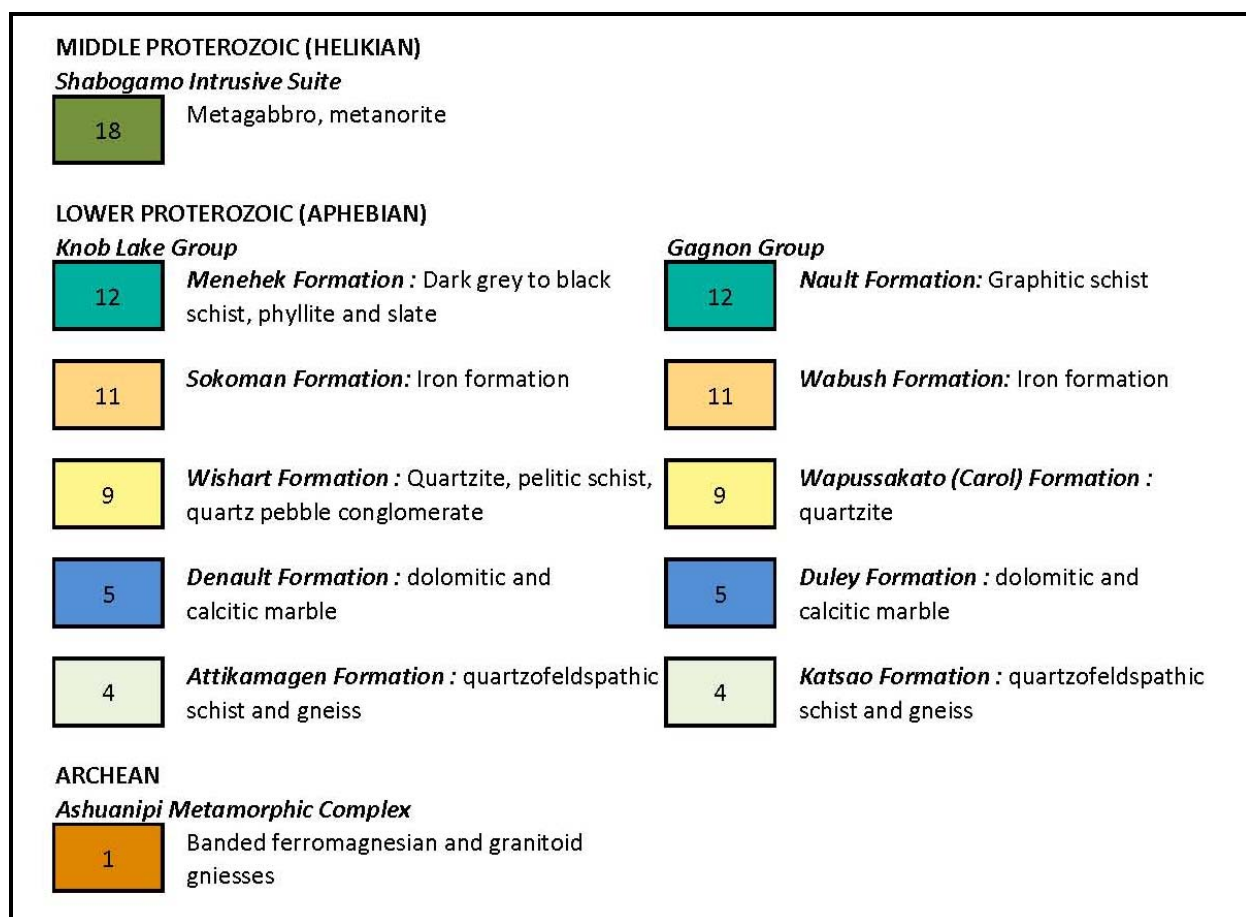 MIDDLE PROTEROZOIC (HELIKIAN)
Shabogamo Intrusive Suite
18
Metagabbro, metanorite
LOWER PROTEROZOIC (APHEBIAN)
Knob Lake Group
12
Menehek Formation : Dark grey to black
schist, phyllite and slate
11
Sokoman Formation: Iron formation
9
Wishart Formation : Quartzite, pelitic schist,
quartz pebble conglomerate
5
Denault Formation : dolomitic and
calcitic marble
4
Attikamagen Formation : quartzofeldspathic
schist and gneiss
Gagnon Group
12
Nault Formation: Graphitic schist
11
Wabush Formation: Iron formation
9
Wapussakato (Carol) Formation :
quartzite
5
Duley Formation : dolomitic and
calcitic marble
4
Katsao Formation : quartzofeldspathic
schist and gneiss
ARCHEAN
Ashuanipi Metamorphic Complex
1
Banded ferromagnesian and granitoid
gniesses